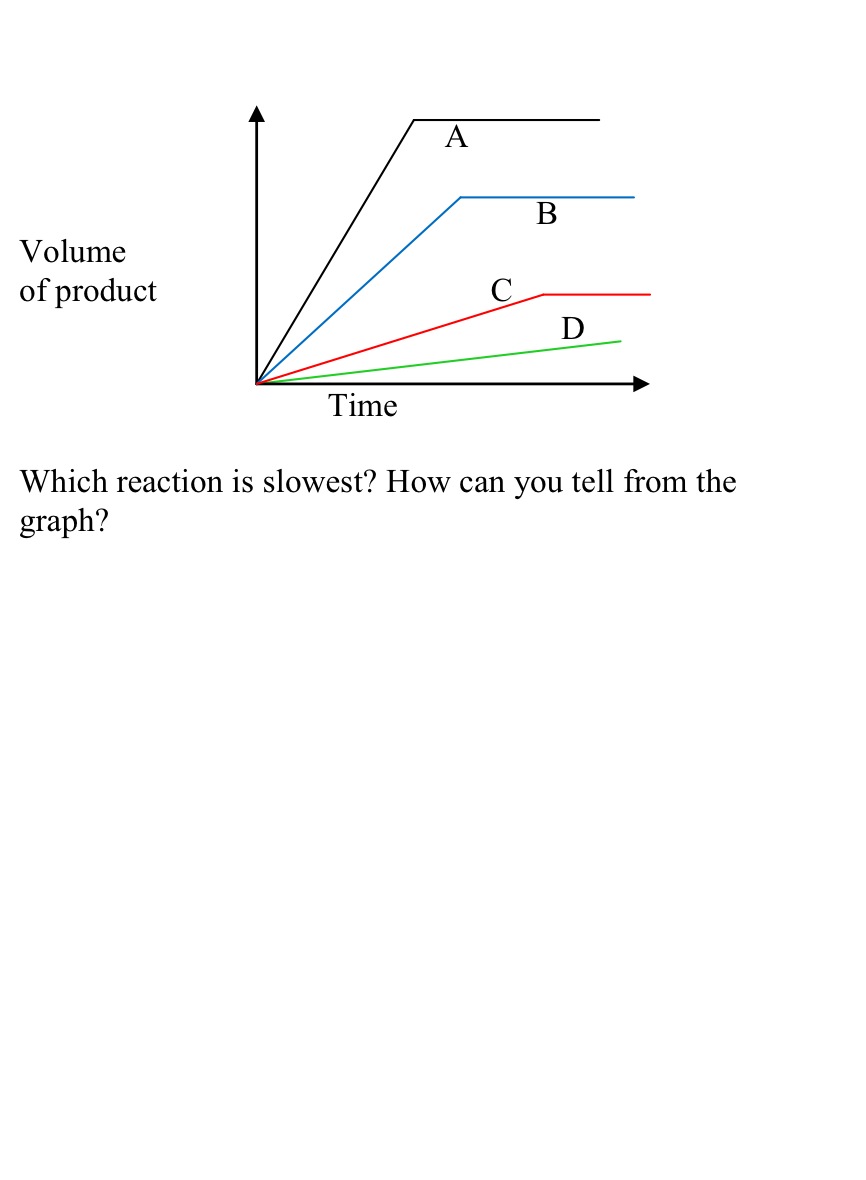 A
B
Volume
of product
C
D
Time
Which reaction is slowest? How can you tell from the
graph?